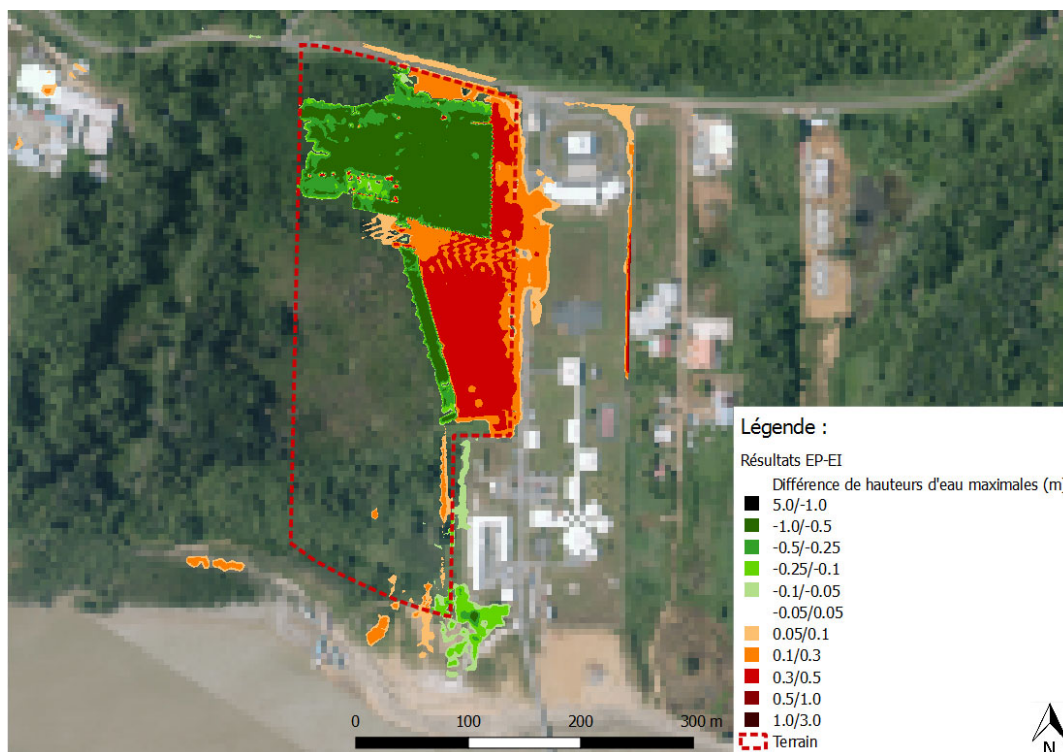 Légende :
Résultats EP-EI
Différence de hauteurs d'eau maximales (m)
5.0/-1.0
-1.0/-0.5
-0.5/-0.25
-0.25/-0.1
-0.1/-0.05
-0.05/0.05
0.05/0.1
0.1/0.3
0.3/0.5
0.5/1.0
1.0/3.0
Terrain
0 100 200 300 m
N